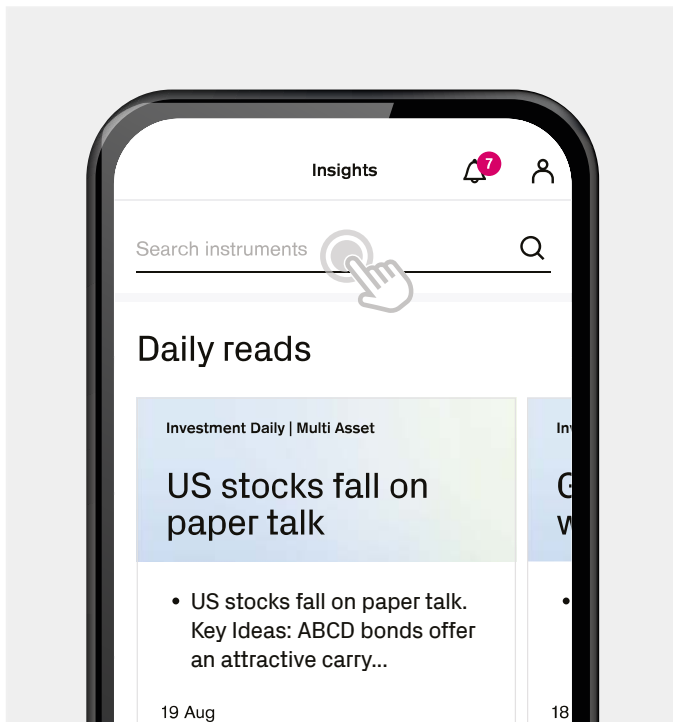 Insights
7
Search instruments
Daily reads
Investment Daily | Multi Asset
US stocks fall on
paper talk
• US stocks fall on paper talk.
Key Ideas: ABCD bonds offer
an attractive carry...
19 Aug
18